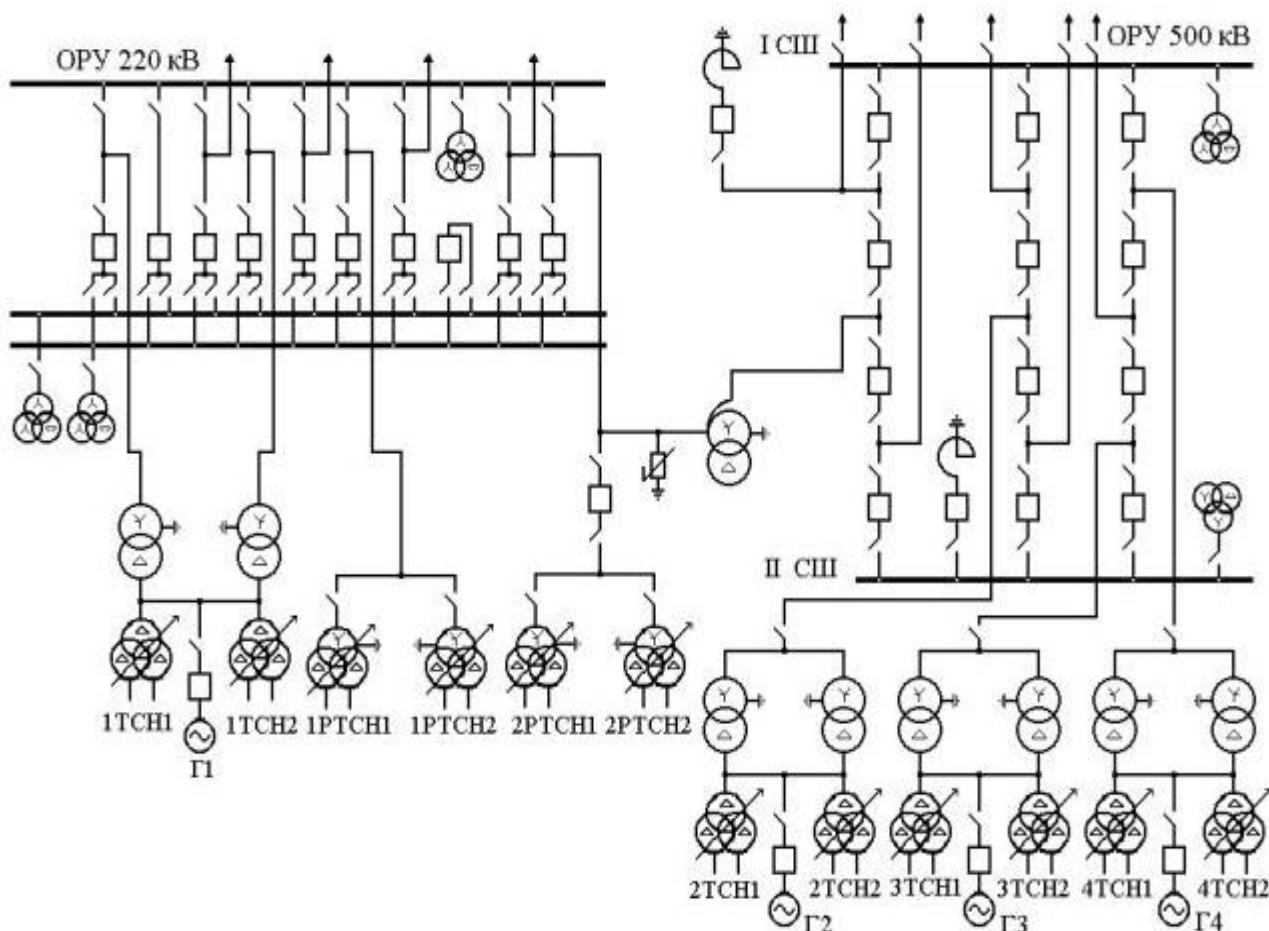 ОРУ 220 кВ
I СШ
ОРУ 500 кВ
II СШ
1ТСН1
1ТСН2
1РТСН1
1РТСН2
2РТСН1
2РТСН2
Г1
2ТСН1
2ТСН2
3ТСН1
3ТСН2
4ТСН1
4ТСН2
Г2
Г3
Г4